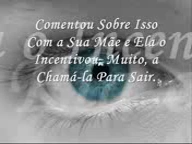 Comentou Sobre Isso
Com a Sua Mãe e Ela o
Incentivou, Muito, a
Chamá-la Para Sair.